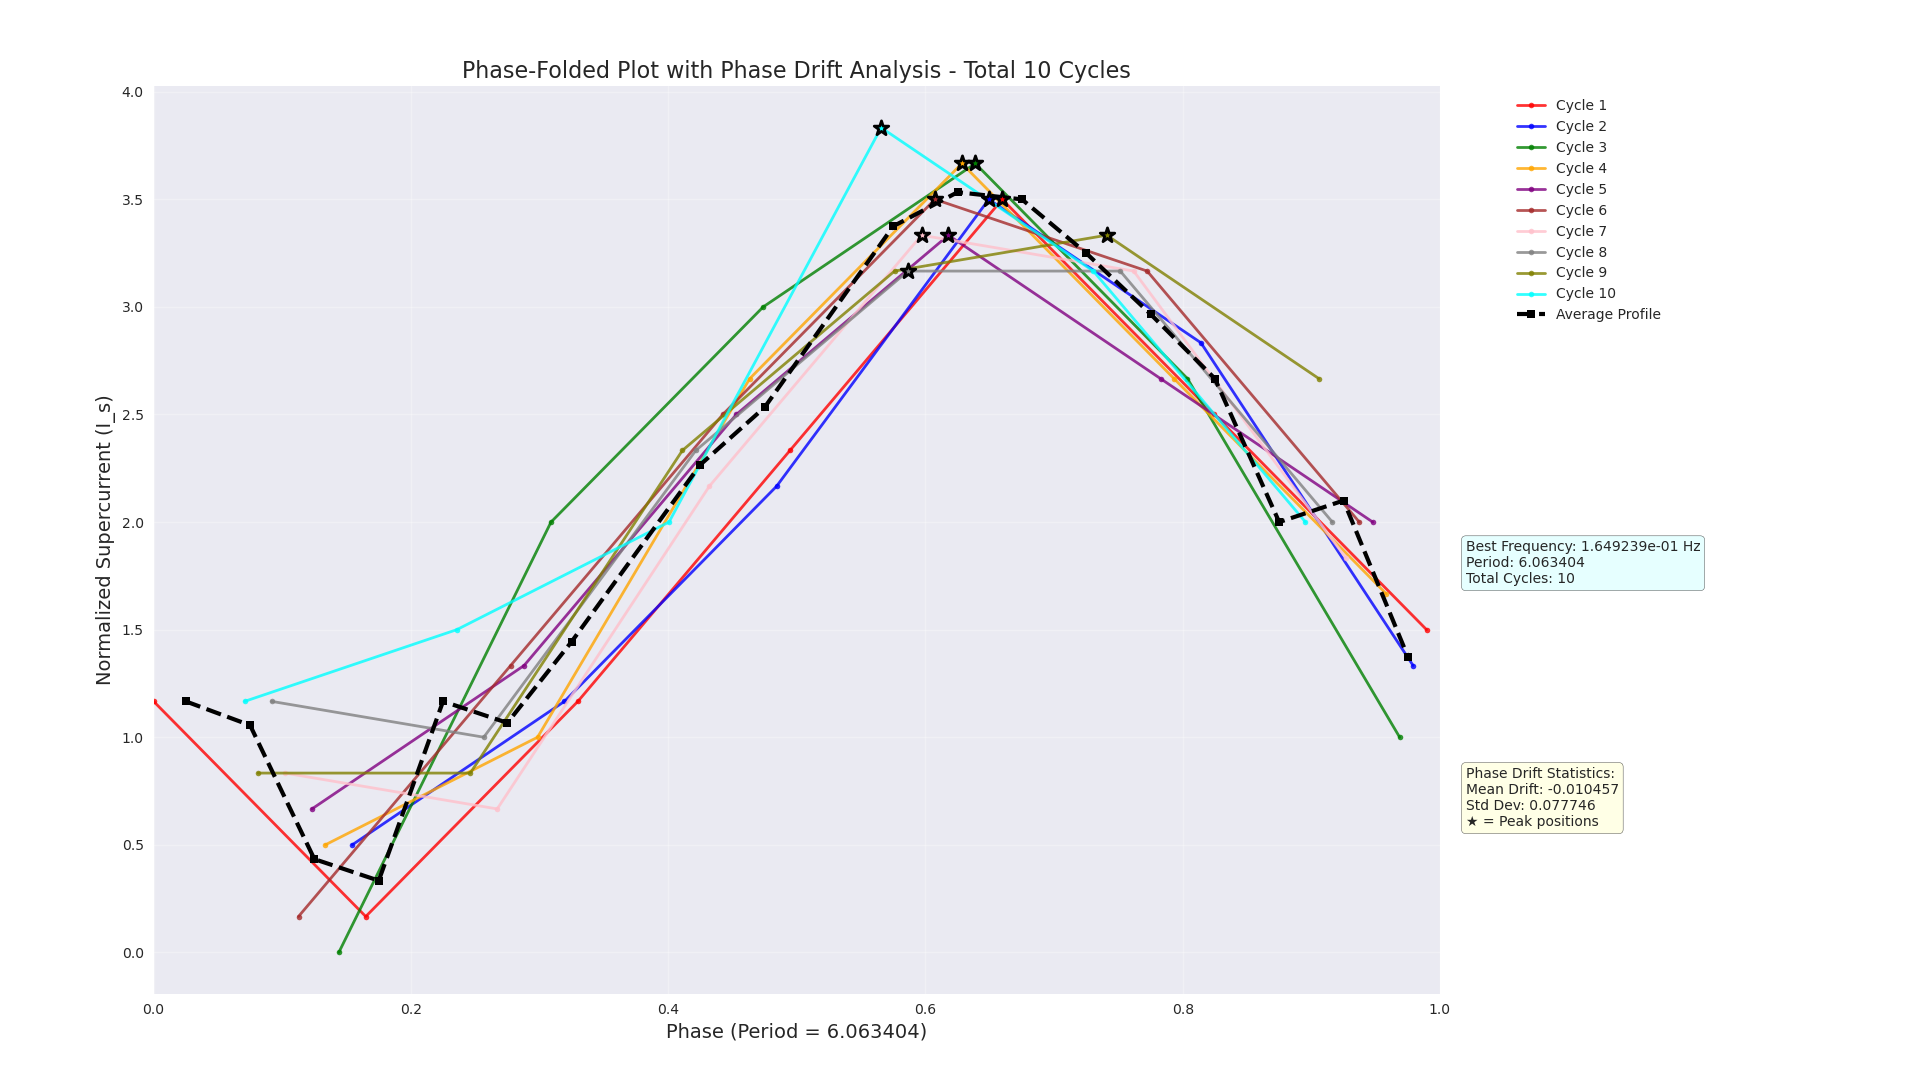 Phase-Folded Plot with Phase Drift Analysis - Total 10 Cycles
Normalized Supercurrent (I_s)
4.0
3.5
3.0
2.5
2.0
1.5
1.0
0.5
0.0
0.0
0.2
0.4
0.6
0.8
1.0
Phase (Period = 6.063404)
Cycle 1
Cycle 2
Cycle 3
Cycle 4
Cycle 5
Cycle 6
Cycle 7
Cycle 8
Cycle 9
Cycle 10
Average Profile
Best Frequency: 1.649239e-01 Hz
Period: 6.063404
Total Cycles: 10
Phase Drift Statistics:
Mean Drift: -0.010457
Std Dev: 0.077746
★ = Peak positions